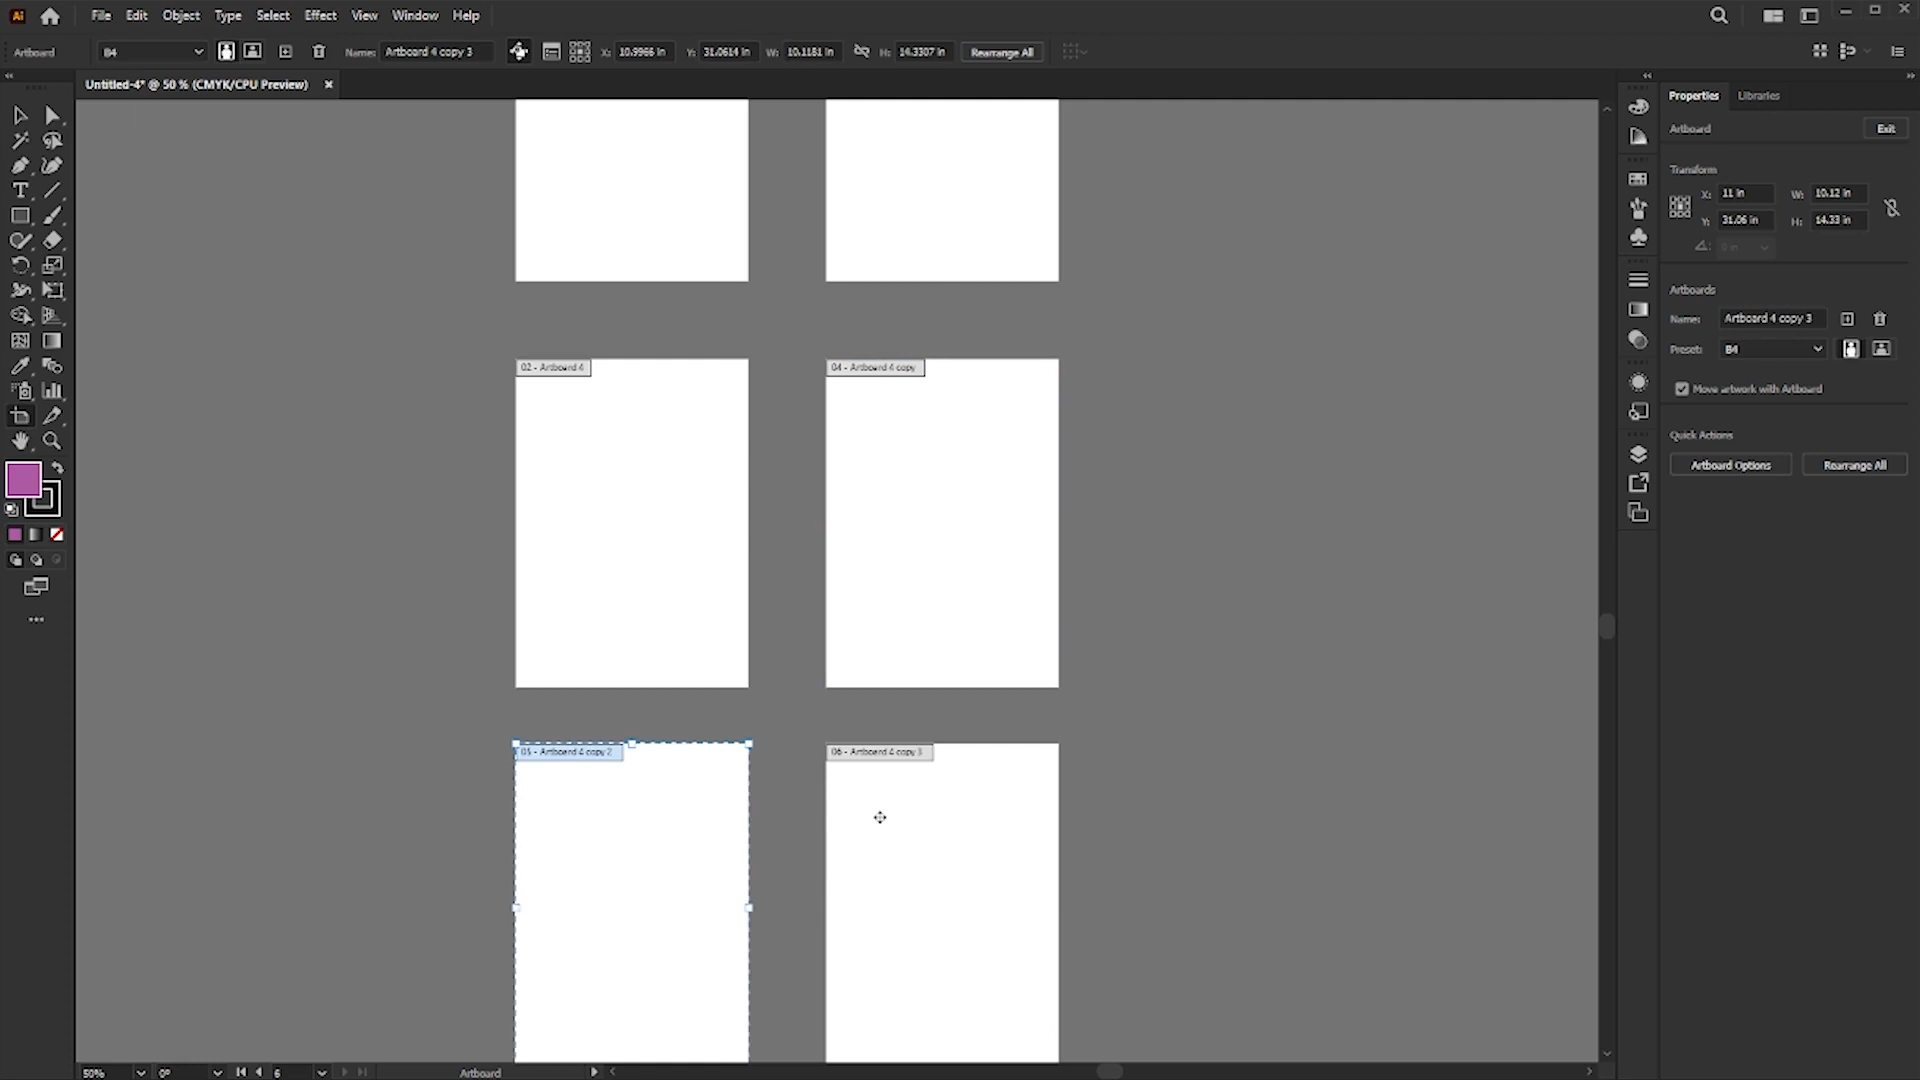 Ai File Edit Object Type Select Effect View Window Help
Artboard B4 Name: Artboard 4 copy 3 X: 10.9966 in Y: 31.0614 in W: 10.1181 in H: 14.3307 in Rearrange All
Untitled-4* @ 50 % (CMYK/CPU Preview)
Properties Libraries
Artboard Exit
Transform
X: 11 in W: 10.12 in
Y: 31.06 in H: 14.33 in
0 in
Artboards
Name: Artboard 4 copy 3
Preset: B4
Move artwork with Artboard
Quick Actions
Artboard Options Rearrange All
02 - Artboard 4 04 - Artboard 4 copy
05 - Artboard 4 copy 2 06 - Artboard 4 copy 3
50% 0° 6 Artboard